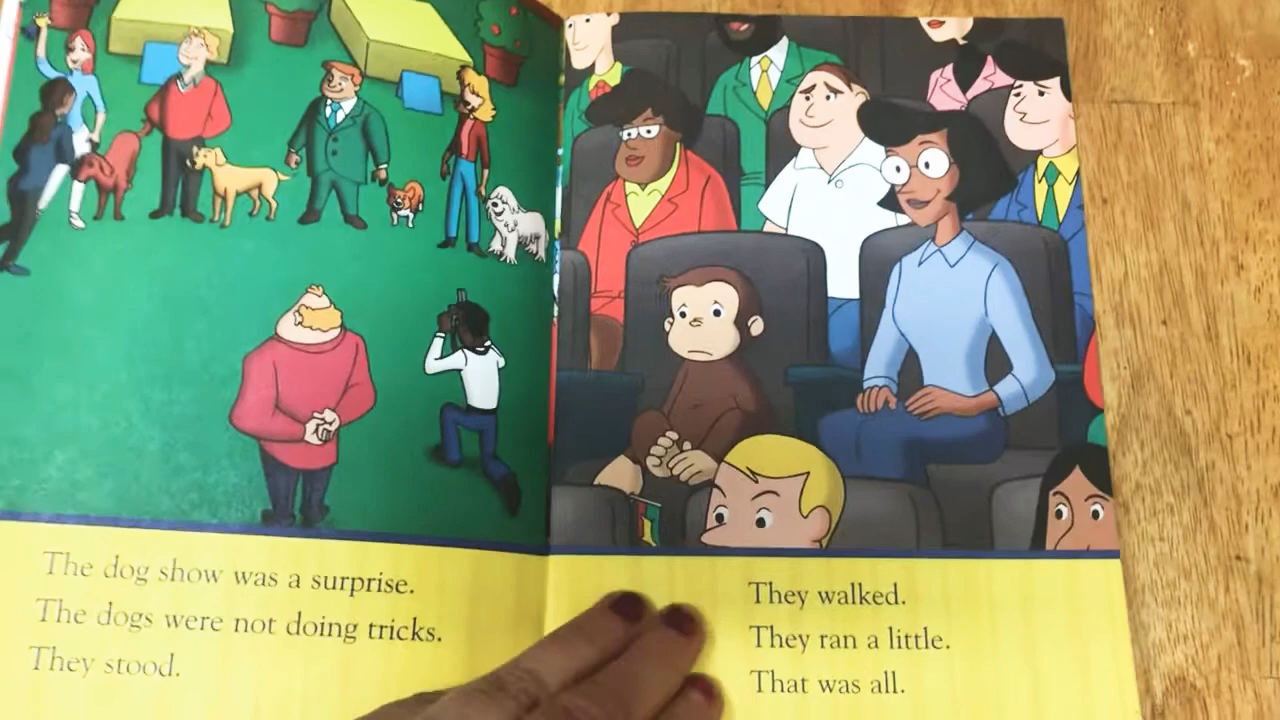 The dog show was a surprise.
The dogs were not doing tricks.
They stood.
They walked.
They ran a little.
That was all.